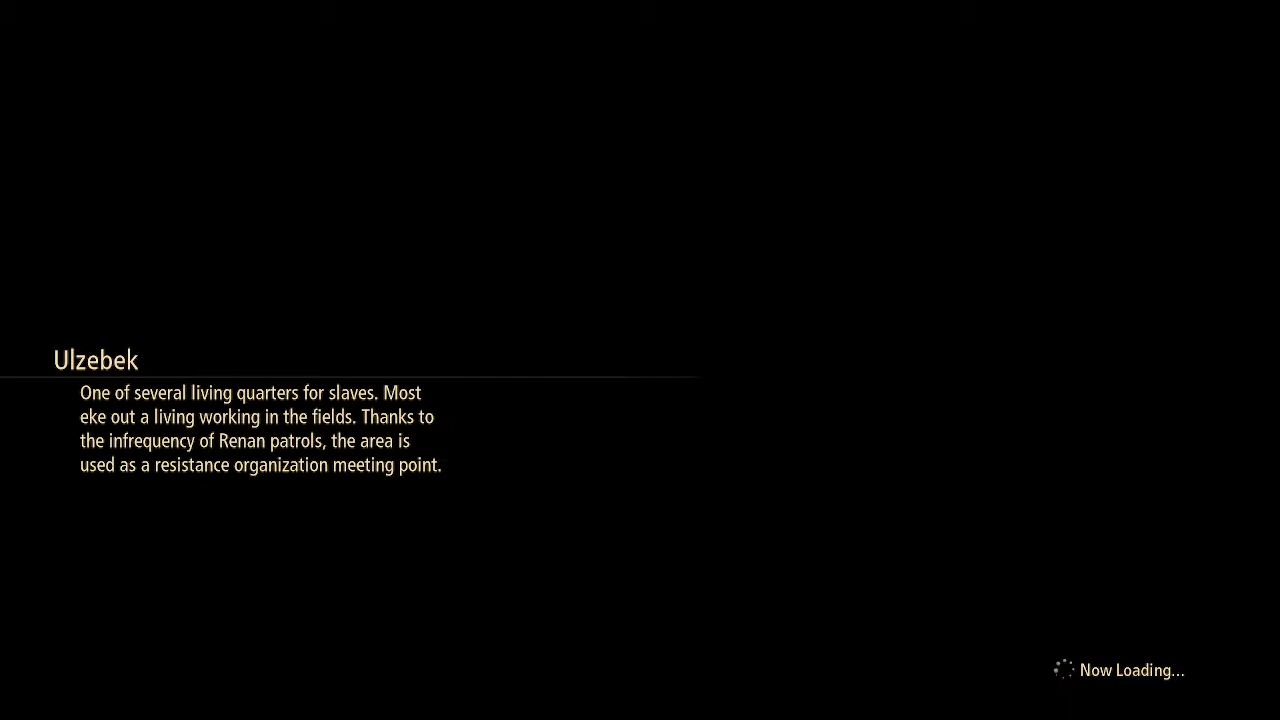 Ulzebek
One of several living quarters for slaves. Most
eke out a living working in the fields. Thanks to
the infrequency of Renan patrols, the area is
used as a resistance organization meeting point.
Now Loading...